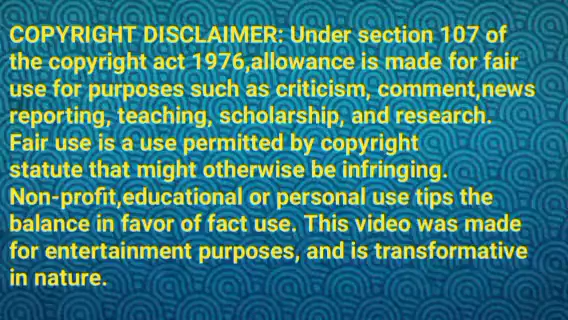 COPYRIGHT DISCLAIMER: Under section 107 of
the copyright act 1976,allowance is made for fair
use for purposes such as criticism, comment,news
reporting, teaching, scholarship, and research.
Fair use is a use permitted by copyright
statute that might otherwise be infringing.
Non-profit,educational or personal use tips the
balance in favor of fact use. This video was made
for entertainment purposes, and is transformative
in nature.